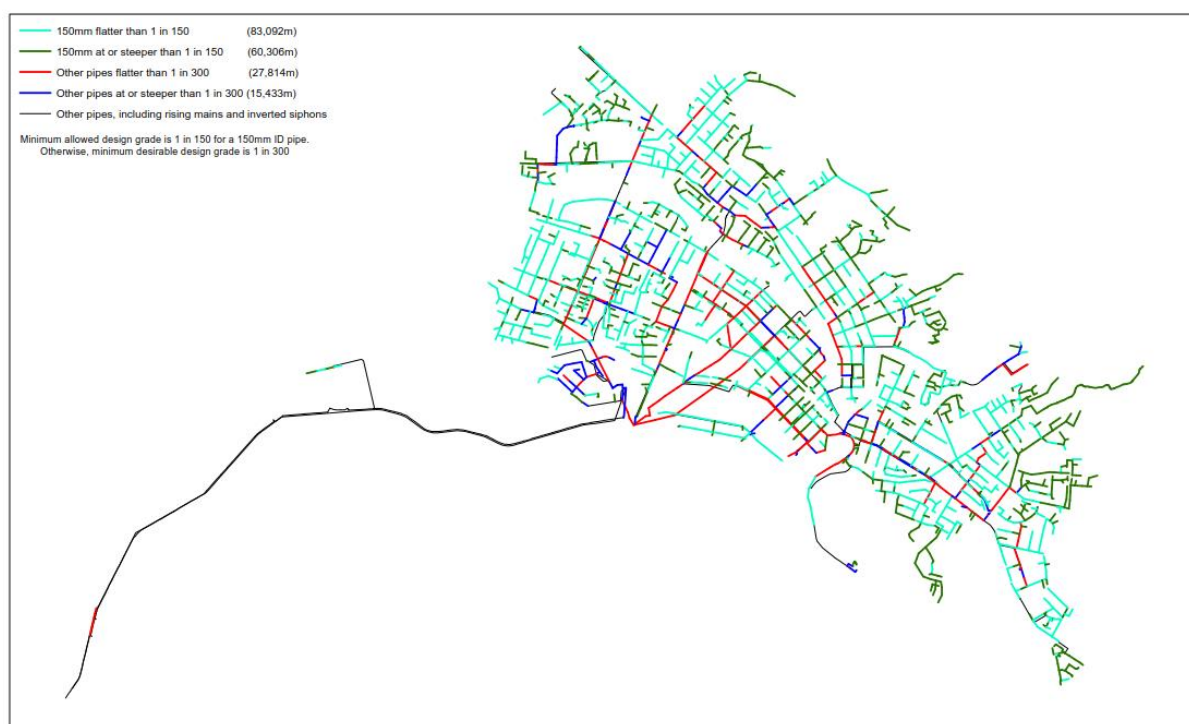 150mm flatter than 1 in 150 (83,092m)
150mm at or steeper than 1 in 150 (60,306m)
Other pipes flatter than 1 in 300 (27,814m)
Other pipes at or steeper than 1 in 300 (15,433m)
Other pipes, including rising mains and inverted siphons
Minimum allowed design grade is 1 in 150 for a 150mm ID pipe.
Otherwise, minimum desirable design grade is 1 in 300